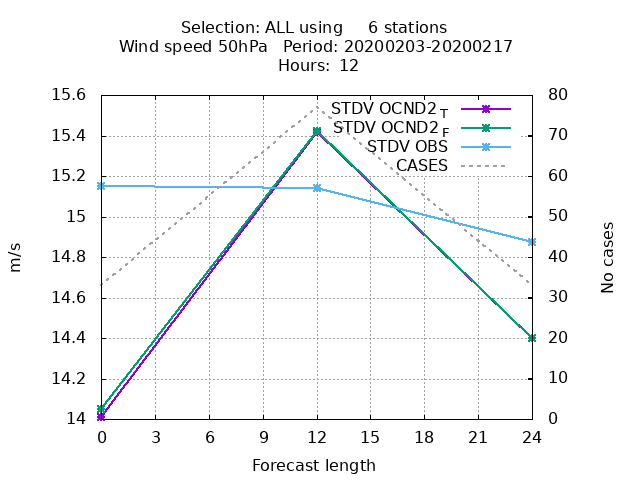 Selection: ALL using     6 stations
Wind speed 50hPa   Period: 20200203-20200217
Hours:  12
15.6
15.4
15.2
15
14.8
14.6
14.4
14.2
14
m/s
80
70
60
50
40
30
20
10
0
No cases
STDV OCND2 T
STDV OCND2 F
STDV OBS
CASES
0 3 6 9 12 15 18 21 24
Forecast length